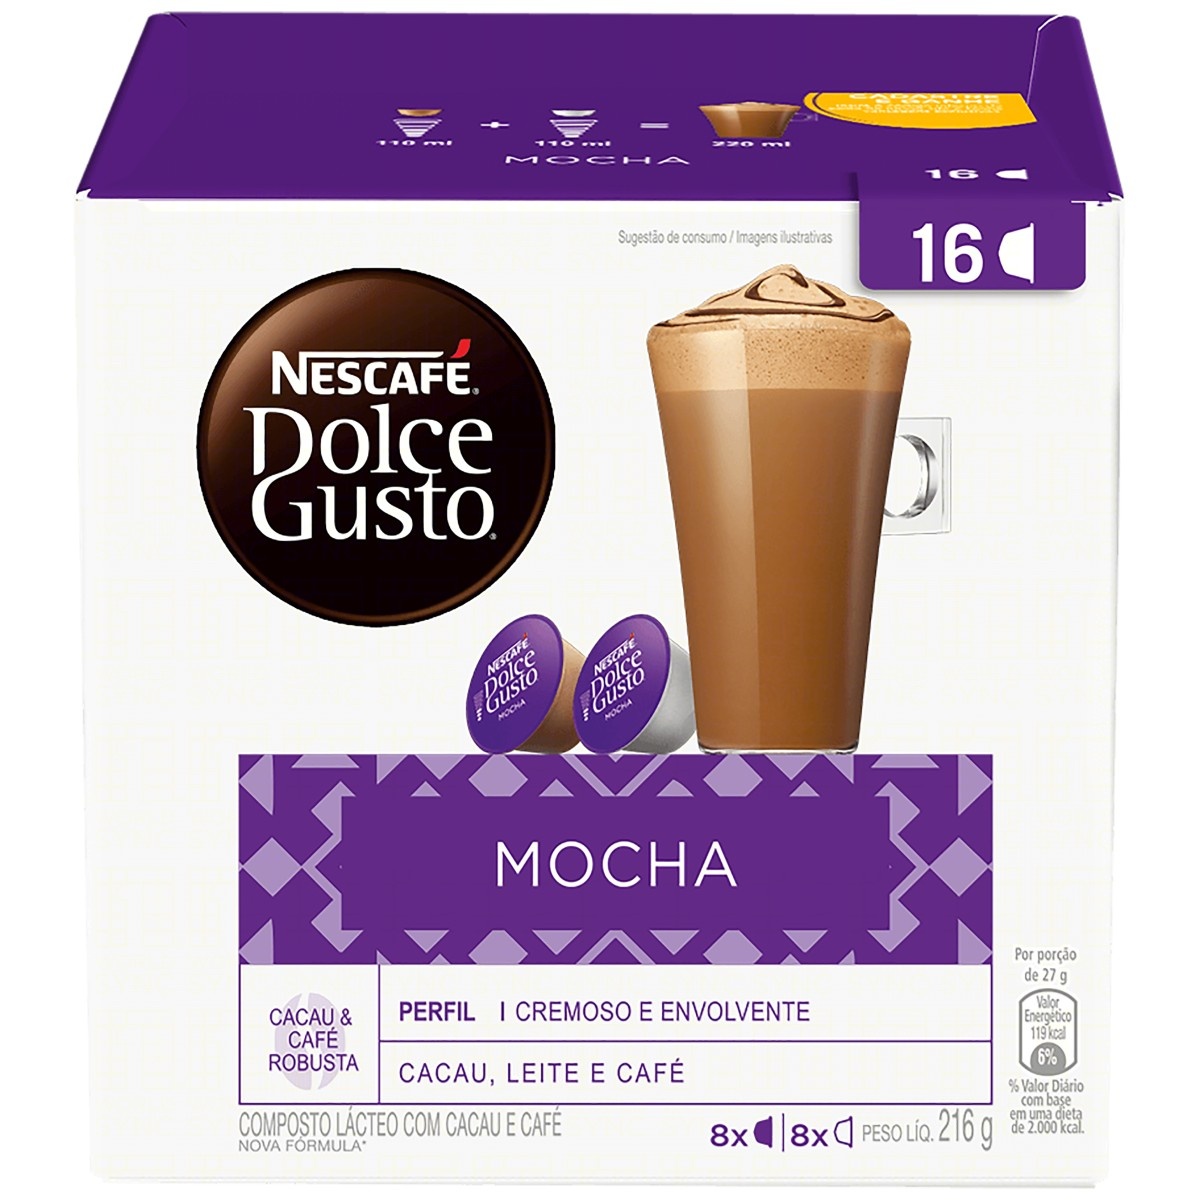 CADASTRE
E GANHE
110 ml + 110 ml = 220 ml
MOCHA
16
Sugestão de consumo / Imagens ilustrativas
16
NESCAFÉ®
DOLCE
GUSTO®
NESCAFÉ
DOLCE
GUSTO
MOCHA
NESCAFÉ
DOLCE
GUSTO
MOCHA
MOCHA
CACAU &
CAFÉ
ROBUSTA
PERFIL | CREMOSO E ENVOLVENTE
CACAU, LEITE E CAFÉ
Por porção
de 27 g
Valor
Energético
119 kcal
6%
% Valor Diário
com base
em uma dieta
de 2.000 kcal.
COMPOSTO LÁCTEO COM CACAU E CAFÉ
NOVA FÓRMULA*
8x | 8x PESO LÍQ. 216 g